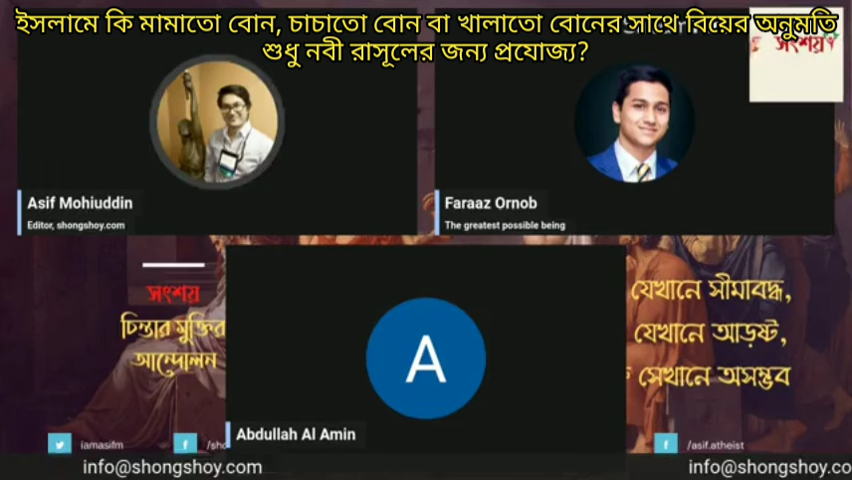 ইসলামে কি মামাতো বোন, চাচাতো বোন বা খালাতো বোনের সাথে বিয়ের অনুমতি
শুধু নবী রাসূলের জন্য প্রযোজ্য?
সংশয়
Asif Mohiuddin
Editor, shongshoy.com
Faraaz Ornob
The greatest possible being
সংশয়
চিন্তার মুক্তির
আন্দোলন
যেখানে সীমাবদ্ধ,
যেখানে আড়ষ্ট,
সেখানে অসম্ভব
A
Abdullah Al Amin
iamasifm
/sho
/asif.atheist
info@shongshoy.com
info@shongshoy.co